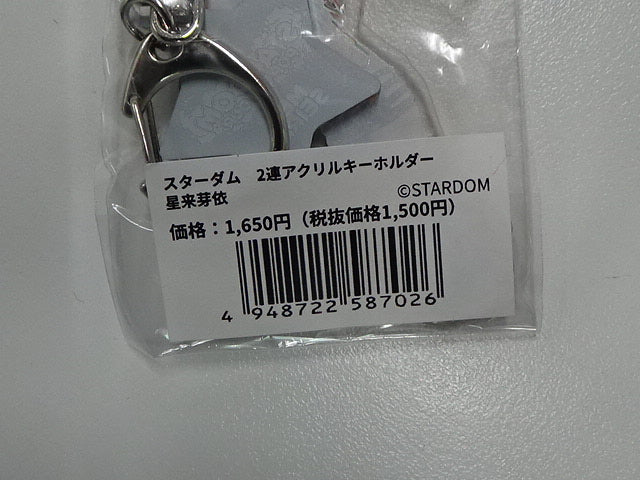 スターダム　2連アクリルキーホルダー
星来芽依
©STARDOM
価格：1,650円（税抜価格1,500円）
4 948722 587026